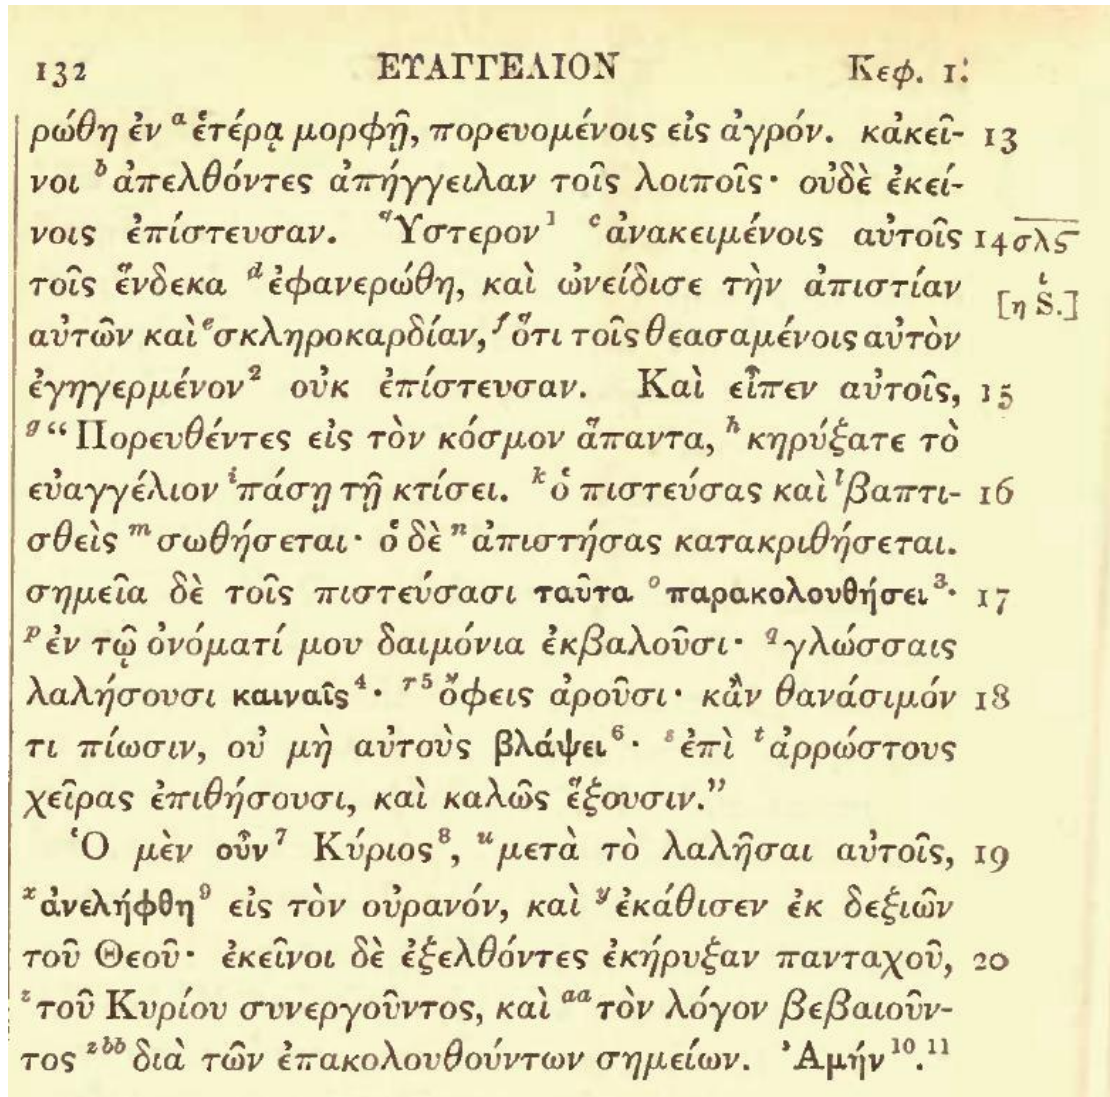 132 ΕΥΑΓΓΕΛΙΟΝ Κεφ. 1.
ρώθη ἐν ᵃ ἑτέρᾳ μορφῇ, πορευομένοις εἰς ἀγρόν. κἀκεῖ- 13
νοι ᵇ ἀπελθόντες ἀπήγγειλαν τοῖς λοιποῖς· οὐδὲ ἐκεί-
νοις ἐπίστευσαν. Ὕστερον¹ ᶜ ἀνακειμένοις αὐτοῖς 14 σλς
τοῖς ἕνδεκα ᵈ ἐφανερώθη, καὶ ὠνείδισε τὴν ἀπιστίαν [η S.]
αὐτῶν καὶ ᵉ σκληροκαρδίαν, ᶠ ὅτι τοῖς θεασαμένοις αὐτὸν
ἐγηγερμένον² οὐκ ἐπίστευσαν. Καὶ εἶπεν αὐτοῖς, 15
ᵍ “Πορευθέντες εἰς τὸν κόσμον ἅπαντα, ʰ κηρύξατε τὸ
εὐαγγέλιον ⁱ πάσῃ τῇ κτίσει. ᵏ ὁ πιστεύσας καὶ ˡ βαπτι- 16
σθεὶς ᵐ σωθήσεται· ὁ δὲ ⁿ ἀπιστήσας κατακριθήσεται.
σημεῖα δὲ τοῖς πιστεύσασι ταῦτα ᵒ παρακολουθήσει³· 17
ᵖ ἐν τῷ ὀνόματί μου δαιμόνια ἐκβαλοῦσι· q γλώσσαις
λαλήσουσι καιναῖς⁴· ʳ ⁵ ὄφεις ἀροῦσι· κἂν θανάσιμόν 18
τι πίωσιν, οὐ μὴ αὐτοὺς βλάψει⁶· ˢ ἐπὶ ᵗ ἀρρώστους
χεῖρας ἐπιθήσουσι, καὶ καλῶς ἕξουσιν.”
Ὁ μὲν οὖν⁷ Κύριος⁸, ᵘ μετὰ τὸ λαλῆσαι αὐτοῖς, 19
ˣ ἀνελήφθη⁹ εἰς τὸν οὐρανόν, καὶ ʸ ἐκάθισεν ἐκ δεξιῶν
τοῦ Θεοῦ· ἐκεῖνοι δὲ ἐξελθόντες ἐκήρυξαν πανταχοῦ, 20
ᶻ τοῦ Κυρίου συνεργοῦντος, καὶ ᵃᵃ τὸν λόγον βεβαιοῦν-
τος ᶻᵇᵇ διὰ τῶν ἐπακολουθούντων σημείων. Ἀμήν¹⁰.¹¹